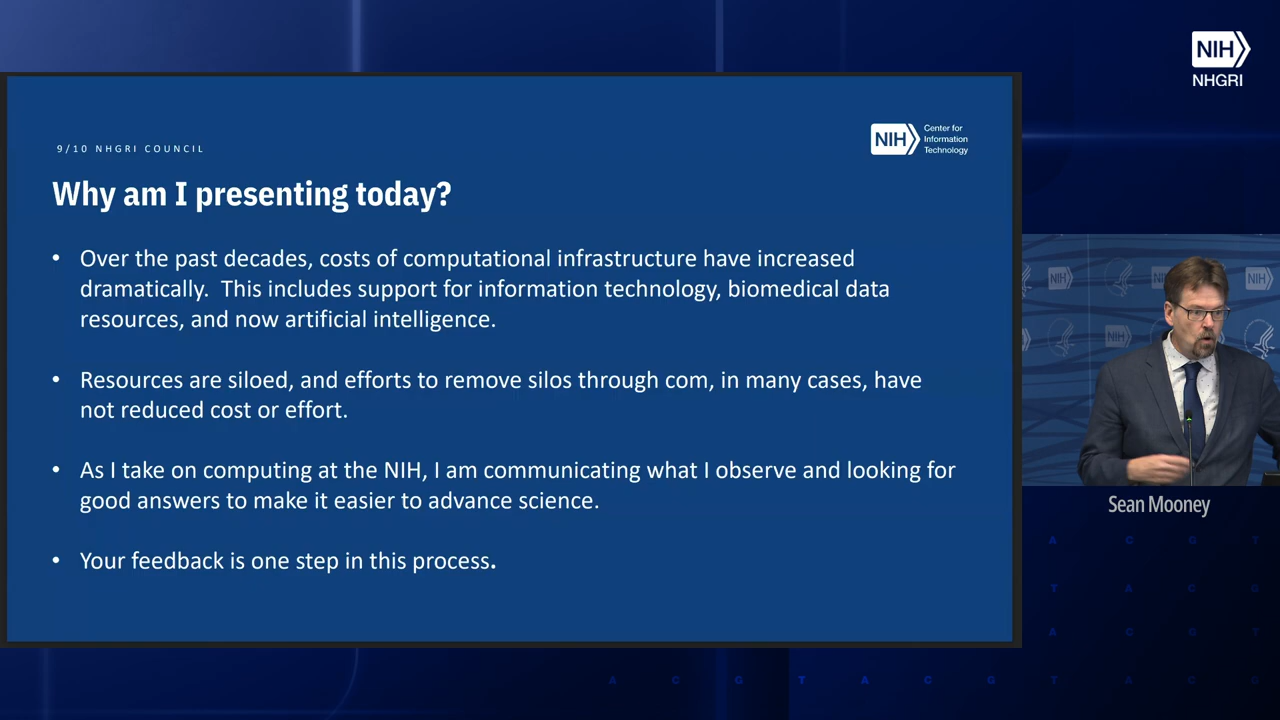 NIH
NHGRI
9/10 NHGRI COUNCIL
NIH
Center for
Information
Technology
Why am I presenting today?
• Over the past decades, costs of computational infrastructure have increased
dramatically.  This includes support for information technology, biomedical data
resources, and now artificial intelligence.
• Resources are siloed, and efforts to remove silos through com, in many cases, have
not reduced cost or effort.
• As I take on computing at the NIH, I am communicating what I observe and looking for
good answers to make it easier to advance science.
• Your feedback is one step in this process.
NIH
NIH
NIH
NIH
Sean Mooney
A C G T
T A C G
A C G T
A C G T A C G T A C G